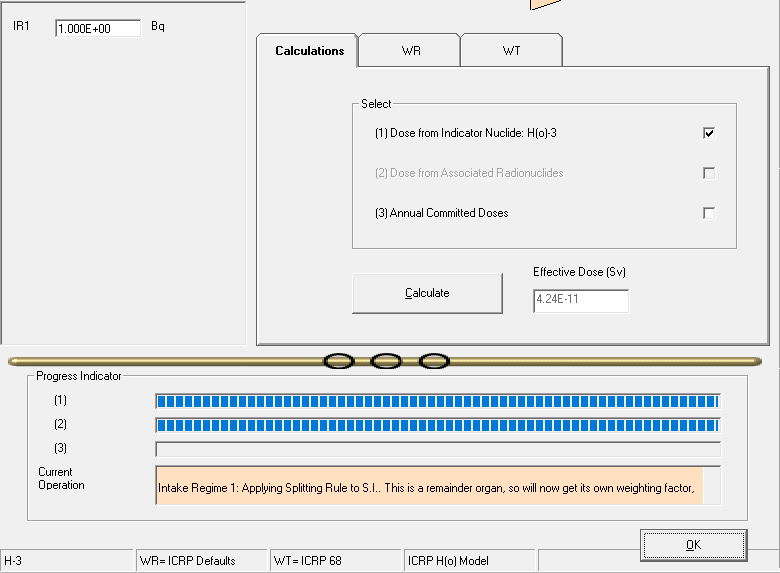 IR1 1.000E+00 Bq
Calculations WR WT
Select
(1) Dose from Indicator Nuclide: H(o)-3
(2) Dose from Associated Radionuclides
(3) Annual Committed Doses
Effective Dose (Sv)
Calculate 4.24E-11
Progress Indicator
(1)
(2)
(3)
Current
Operation
Intake Regime 1: Applying Splitting Rule to S.I.. This is a remainder organ, so will now get its own weighting factor,
OK
H-3 WR= ICRP Defaults WT= ICRP 68 ICRP H(o) Model